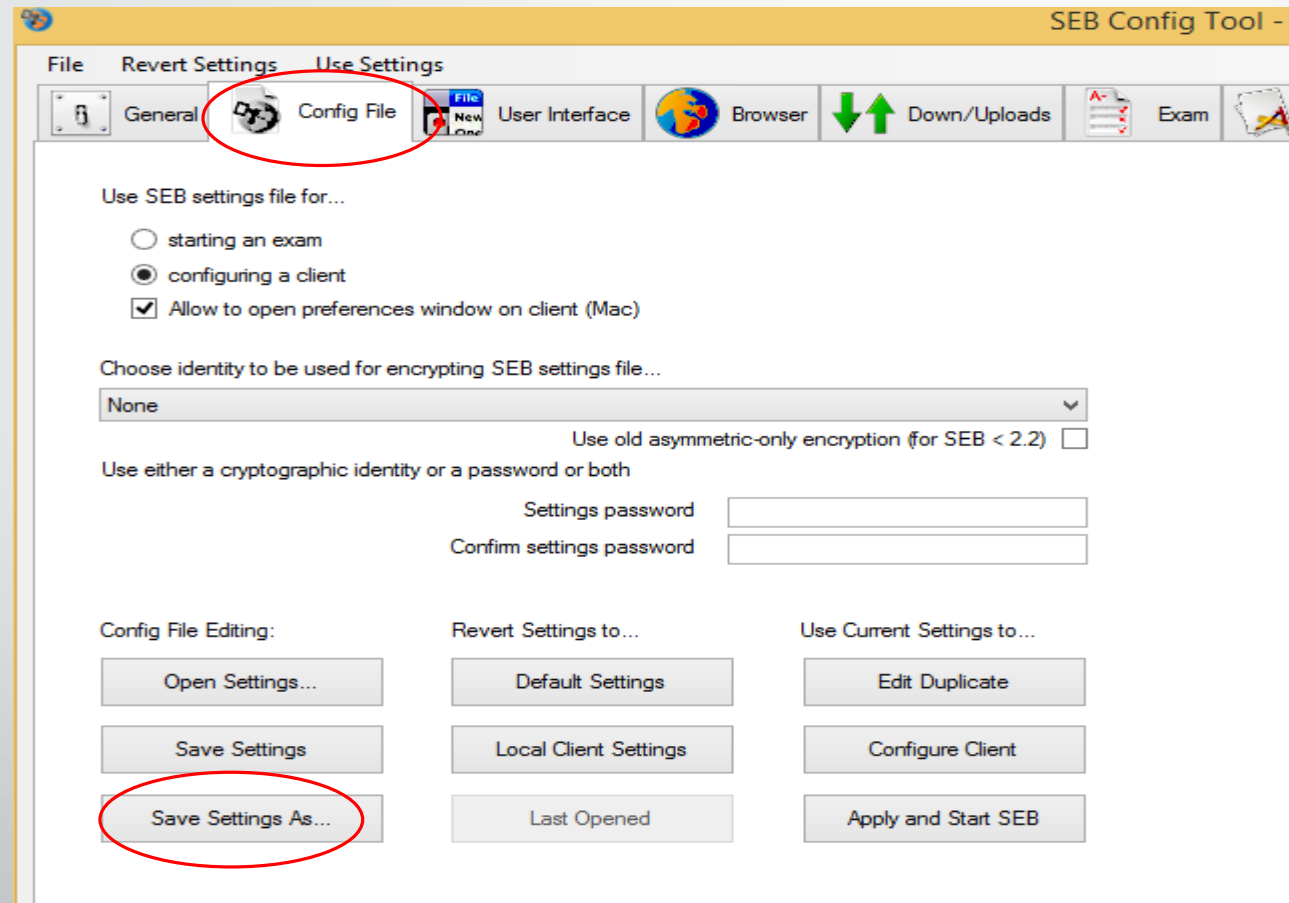 SEB Config Tool -
File Revert Settings Use Settings
General Config File User Interface Browser Down/Uploads Exam
File
New
One
A-
Use SEB settings file for...
starting an exam
configuring a client
Allow to open preferences window on client (Mac)
Choose identity to be used for encrypting SEB settings file...
None
Use old asymmetric-only encryption (for SEB < 2.2)
Use either a cryptographic identity or a password or both
Settings password
Confirm settings password
Config File Editing: Revert Settings to... Use Current Settings to...
Open Settings... Default Settings Edit Duplicate
Save Settings Local Client Settings Configure Client
Save Settings As... Last Opened Apply and Start SEB